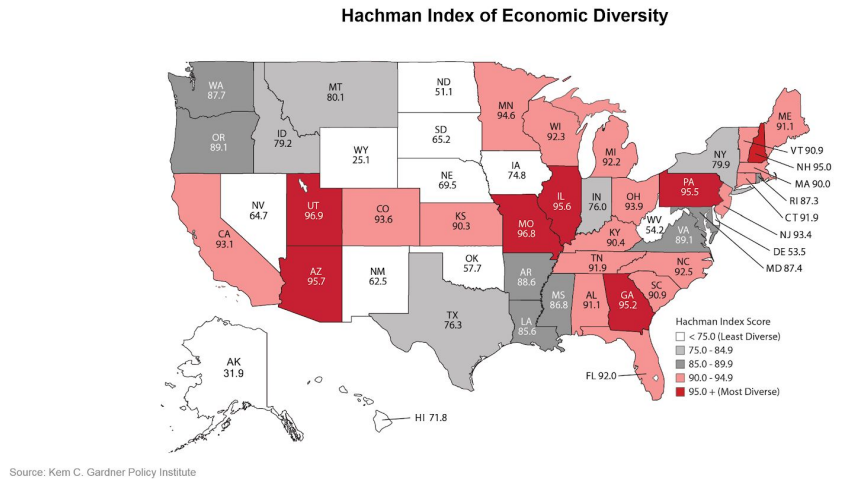 Hachman Index of Economic Diversity
WA
87.7
MT
80.1
ND
51.1
MN
94.6
OR
89.1
ID
79.2
WY
25.1
SD
65.2
WI
92.3
MI
92.2
NY
79.9
ME
91.1
VT 90.9
NH 95.0
MA 90.0
RI 87.3
CT 91.9
NJ 93.4
DE 53.5
MD 87.4
NV
64.7
UT
96.9
CO
93.6
NE
69.5
IA
74.8
IL
95.6
IN
76.0
OH
93.9
PA
95.5
CA
93.1
KS
90.3
MO
96.8
KY
90.4
WV
54.2
VA
89.1
AZ
95.7
NM
62.5
OK
57.7
AR
88.6
TN
91.9
NC
92.5
SC
90.9
TX
76.3
LA
85.6
MS
86.8
AL
91.1
GA
95.2
FL 92.0
AK
31.9
HI 71.8
Hachman Index Score
< 75.0 (Least Diverse)
75.0 - 84.9
85.0 - 89.9
90.0 - 94.9
95.0 + (Most Diverse)
Source: Kem C. Gardner Policy Institute